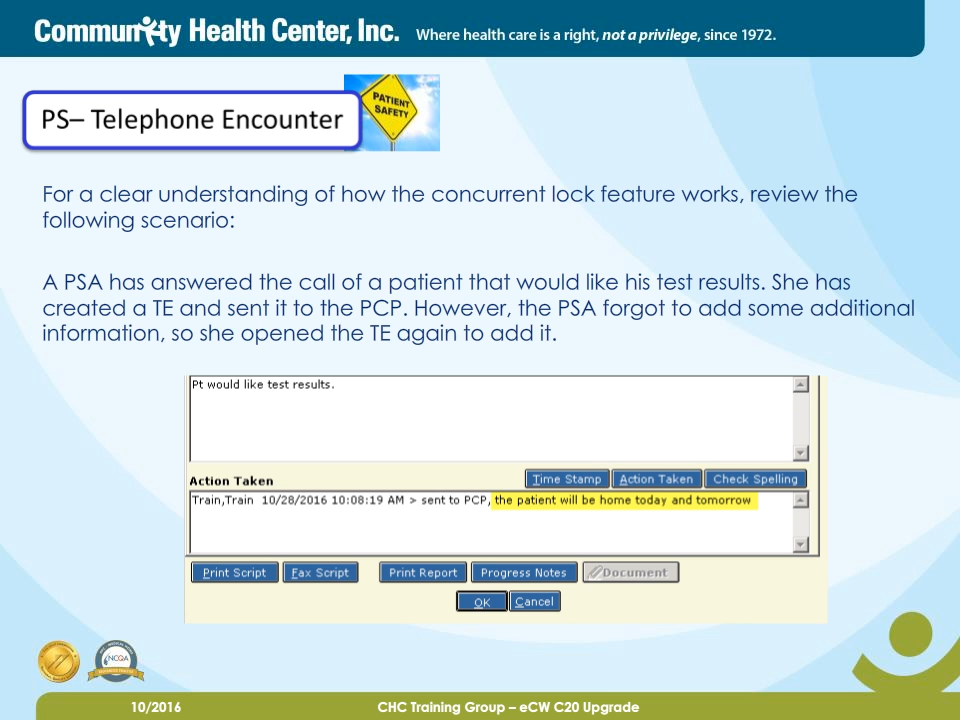 Community Health Center, Inc. Where health care is a right, not a privilege, since 1972.
PATIENT
SAFETY
PS– Telephone Encounter
For a clear understanding of how the concurrent lock feature works, review the
following scenario:
A PSA has answered the call of a patient that would like his test results. She has
created a TE and sent it to the PCP. However, the PSA forgot to add some additional
information, so she opened the TE again to add it.
Pt would like test results.
Action Taken Time Stamp Action Taken Check Spelling
Train,Train 10/28/2016 10:08:19 AM > sent to PCP, the patient will be home today and tomorrow
Print Script Fax Script Print Report Progress Notes Document
OK Cancel
NCQA
10/2016 CHC Training Group – eCW C20 Upgrade